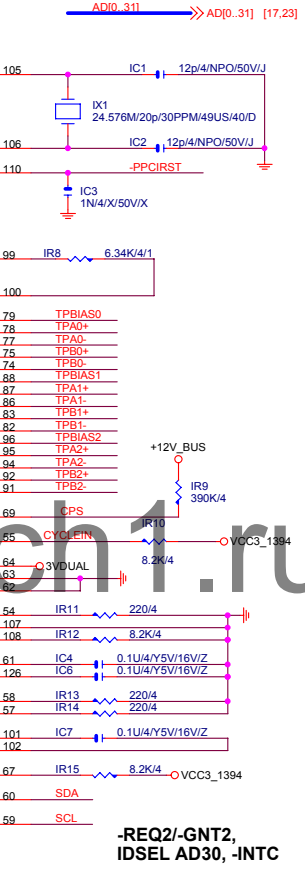 AD[0..31]
AD[0..31] [17,23]
105 IC1 12p/4/NPO/50V/J
IX1
24.576M/20p/30PPM/49US/40/D
106 IC2 12p/4/NPO/50V/J
110 -PPCIRST
IC3
1N/4/X/50V/X
99 IR8 6.34K/4/1
100
79 TPBIAS0
78 TPA0+
77 TPA0-
75 TPB0+
74 TPB0-
88 TPBIAS1
87 TPA1+
86 TPA1-
83 TPB1+
82 TPB1-
96 TPBIAS2
95 TPA2+
94 TPA2-
92 TPB2+
91 TPB2-
+12V_BUS
IR9
390K/4
69 CPS
IR10
55 CYCLEIN VCC3_1394
8.2K/4
64 3VDUAL
63
62
ch1.ru
54 IR11 220/4
107
108 IR12 8.2K/4
61 IC4 0.1U/4/Y5V/16V/Z
126 IC6 0.1U/4/Y5V/16V/Z
58 IR13 220/4
57 IR14 220/4
101 IC7 0.1U/4/Y5V/16V/Z
102
67 IR15 8.2K/4 VCC3_1394
60 SDA
59 SCL
-REQ2/-GNT2,
IDSEL AD30, -INTC